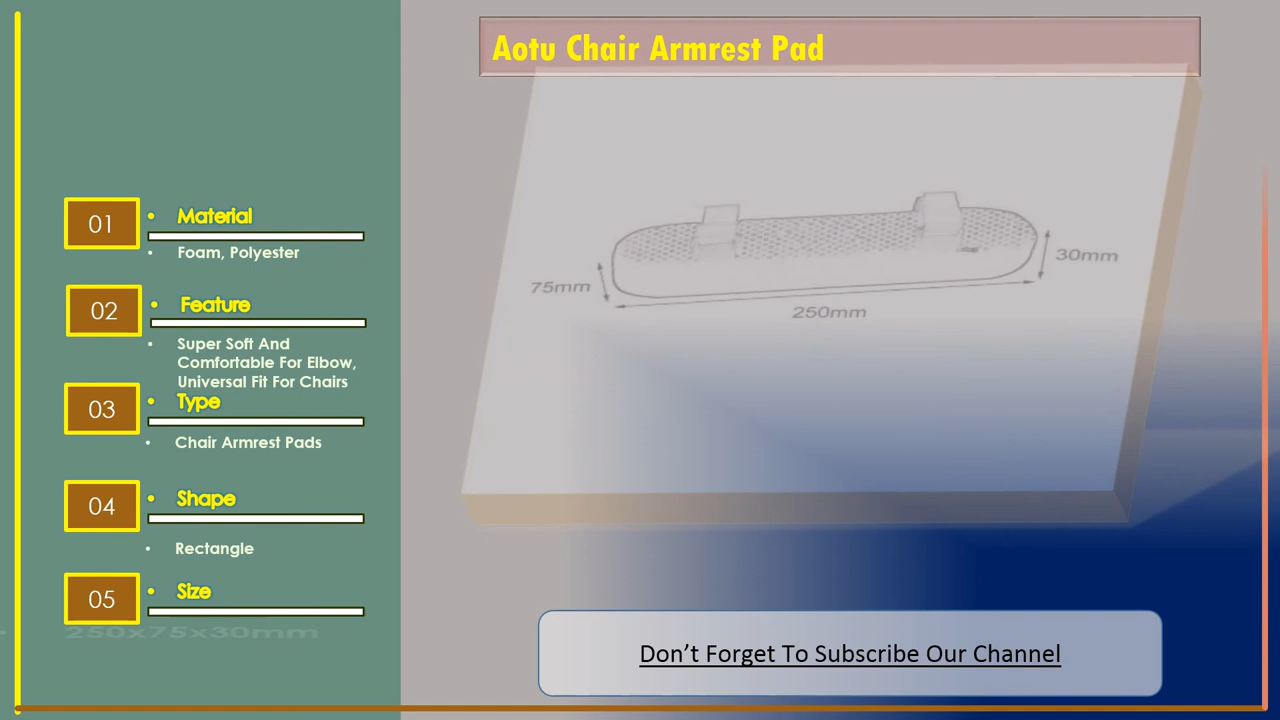 Aotu Chair Armrest Pad
01
• Material
• Foam, Polyester
02
• Feature
• Super Soft And
Comfortable For Elbow,
Universal Fit For Chairs
03
• Type
• Chair Armrest Pads
04
• Shape
• Rectangle
05
• Size
• 250x75x30mm
75mm
250mm
30mm
Don’t Forget To Subscribe Our Channel